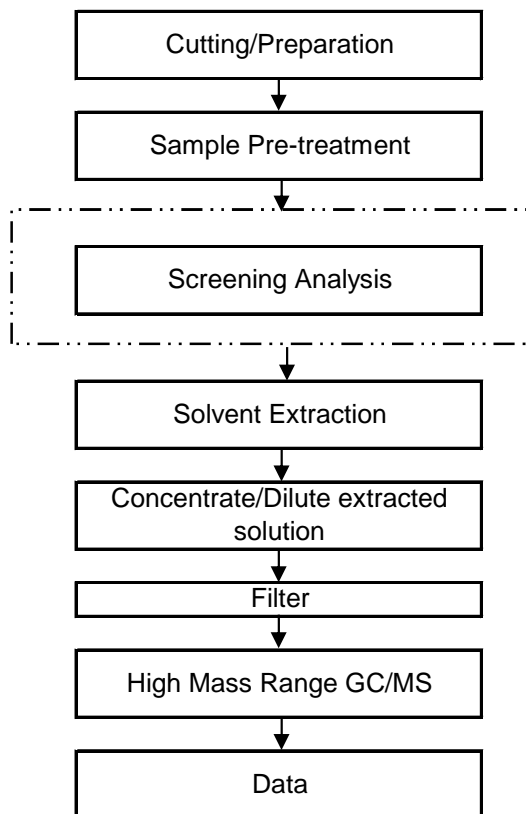 Cutting/Preparation
Sample Pre-treatment
Screening Analysis
Solvent Extraction
Concentrate/Dilute extracted
solution
Filter
High Mass Range GC/MS
Data